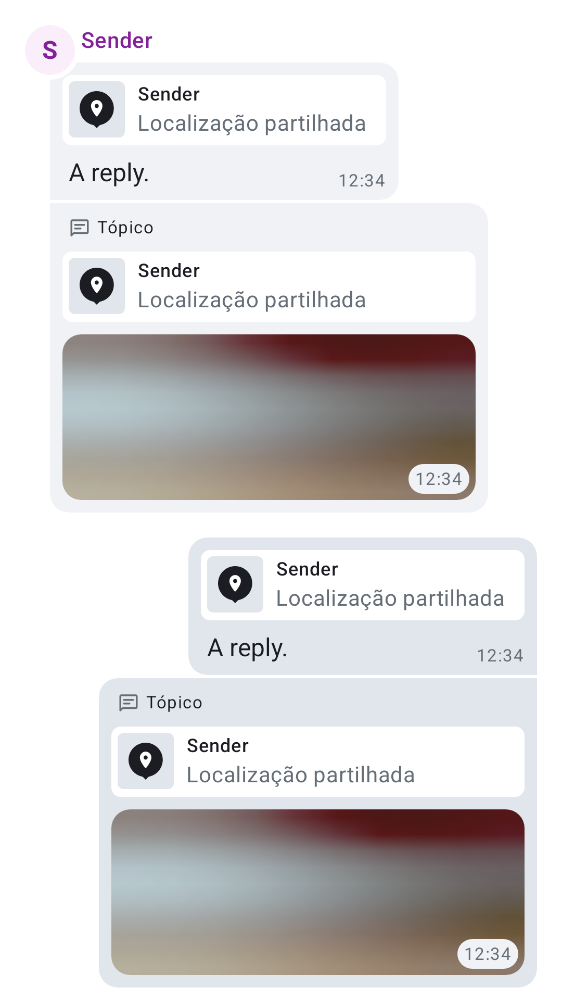 S
Sender
Sender
Localização partilhada
A reply.
12:34
Tópico
Sender
Localização partilhada
12:34
Sender
Localização partilhada
A reply.
12:34
Tópico
Sender
Localização partilhada
12:34